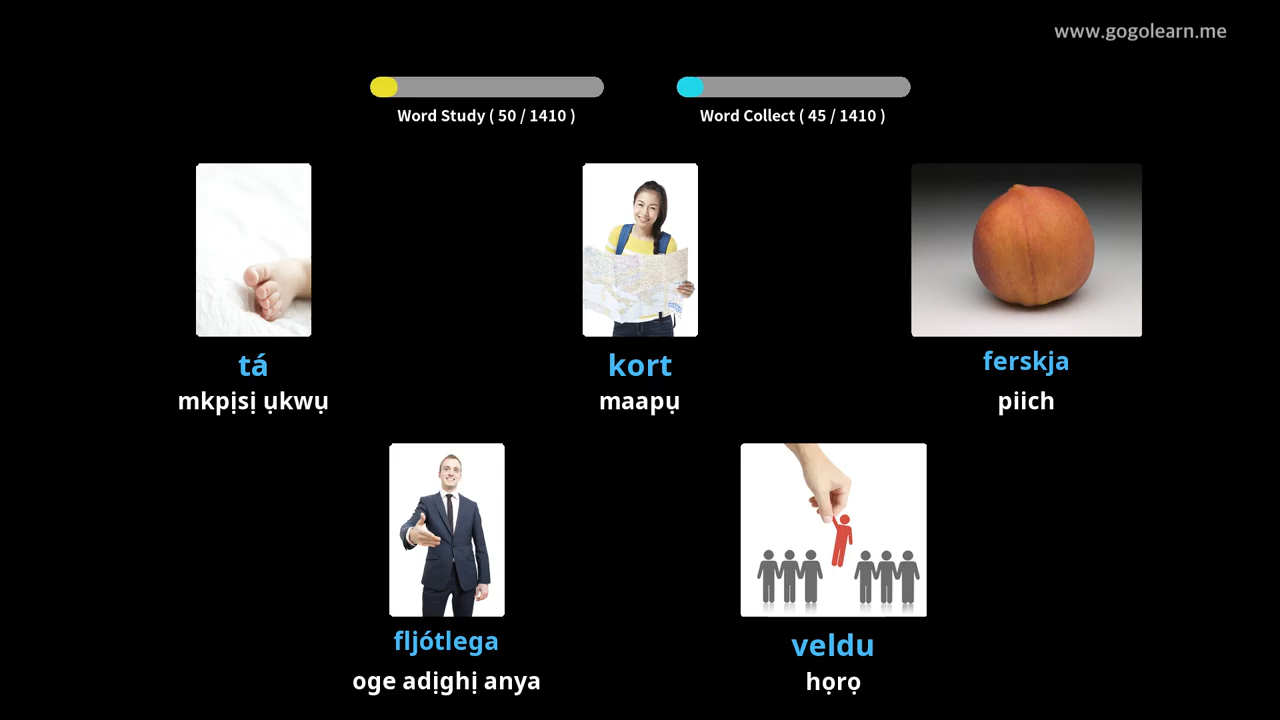 www.gogolearn.me
Word Study ( 50 / 1410 )
Word Collect ( 45 / 1410 )
tá
kort
ferskja
mkpịsị ụkwụ
maapụ
piich
fljótlega
veldu
oge adịghị anya
họrọ